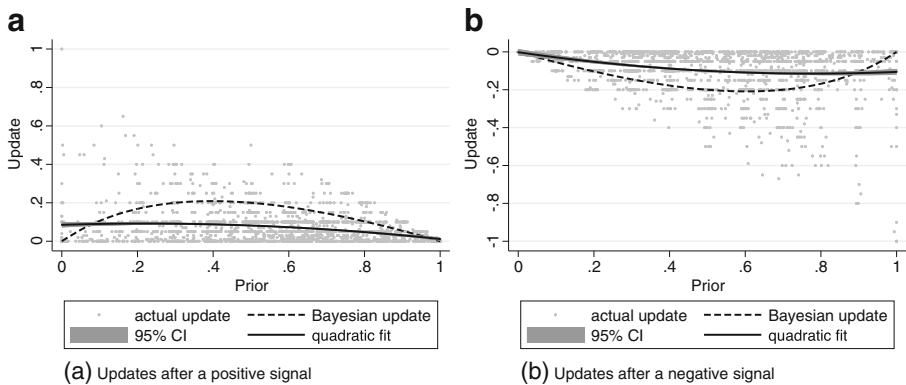 a
1
.8
.6
.4
.2
0
Update
0 .2 .4 .6 .8 1
Prior
actual update Bayesian update
95% CI quadratic fit
(a) Updates after a positive signal
b
0
-.2
-.4
-.6
-.8
-1
Update
0 .2 .4 .6 .8 1
Prior
actual update Bayesian update
95% CI quadratic fit
(b) Updates after a negative signal